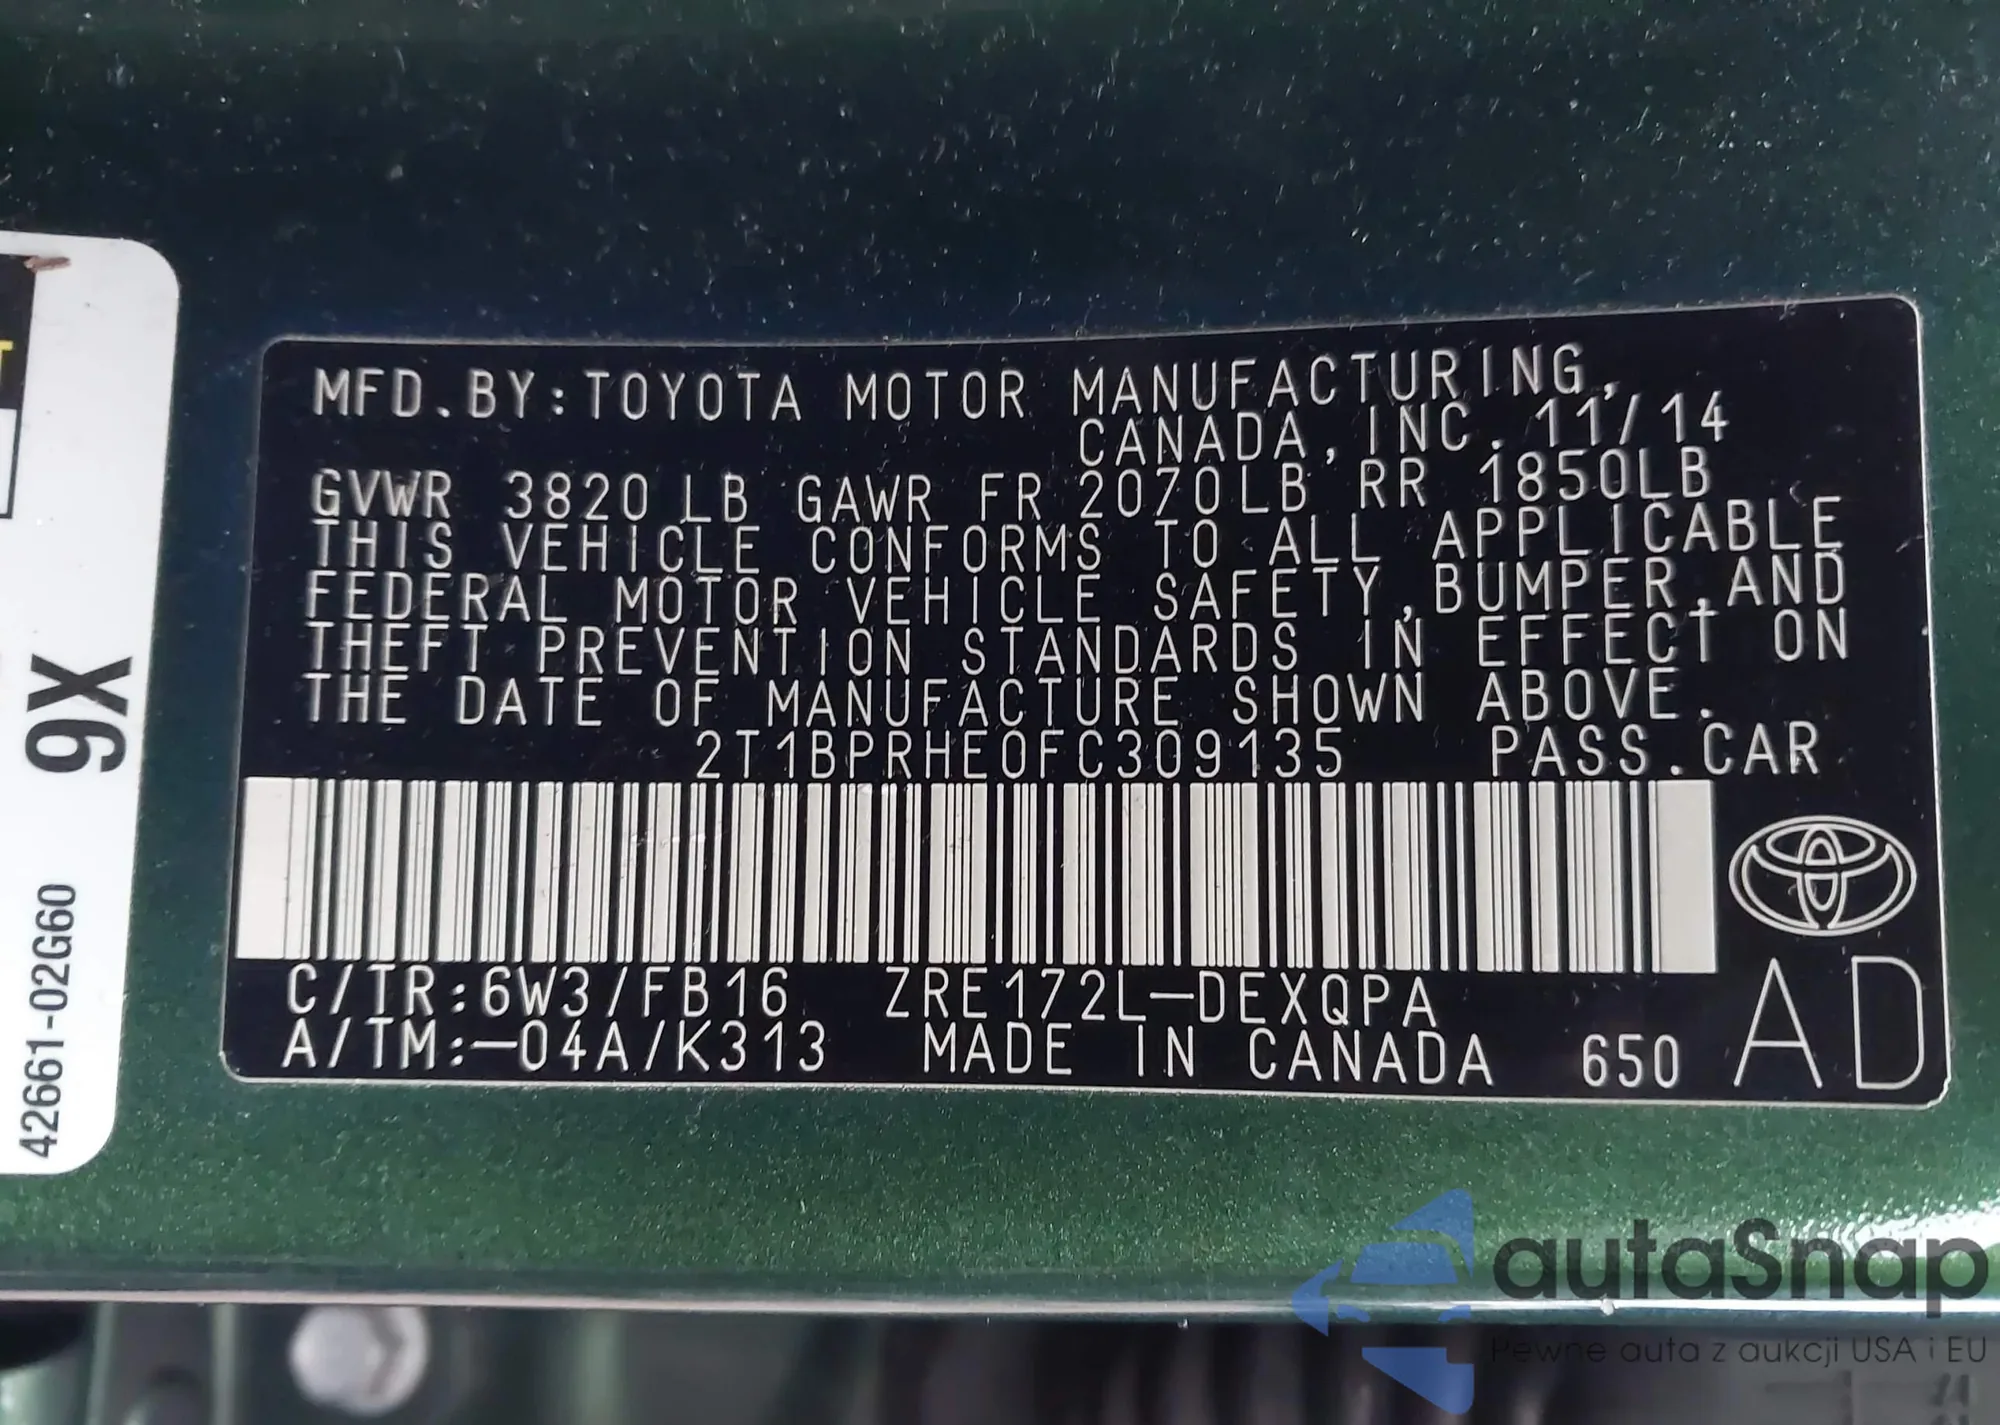 MFD.BY:TOYOTA MOTOR MANUFACTURING,
CANADA,INC. 11/14
GVWR 3820 LB GAWR FR 2070LB RR 1850LB
THIS VEHICLE CONFORMS TO ALL APPLICABLE
FEDERAL MOTOR VEHICLE SAFETY,BUMPER,AND
THEFT PREVENTION STANDARDS IN EFFECT ON
THE DATE OF MANUFACTURE SHOWN ABOVE.
2T1BPRHE0FC309135 PASS.CAR
C/TR:6W3/FB16 ZRE172L-DEXQPA
A/TM:-04A/K313 MADE IN CANADA 650 AD
9X
42661-02G60
T
autaSnap
Pewne auta z aukcji USA i EU